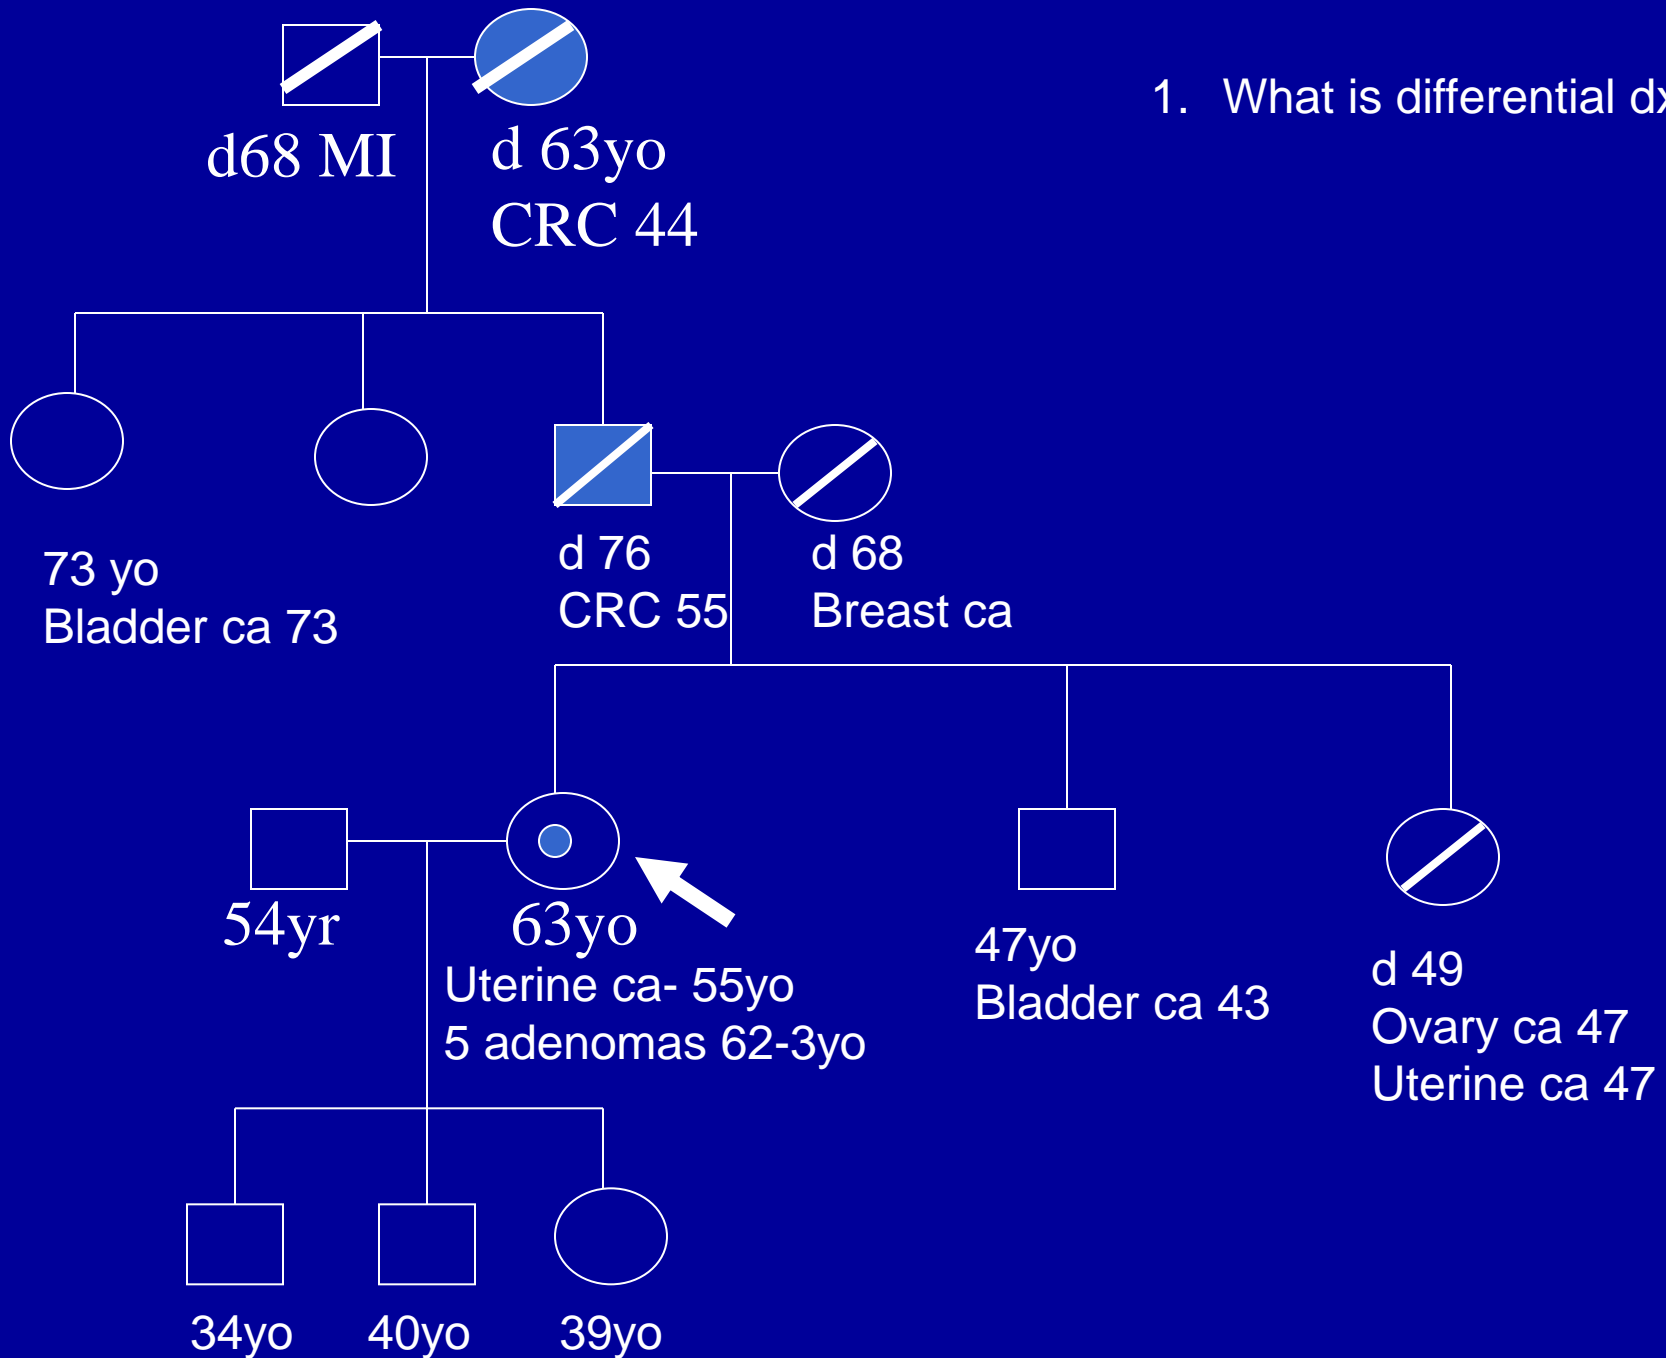 1. What is differential dx
d68 MI
d 63yo
CRC 44
73 yo
Bladder ca 73
d 76
CRC 55
d 68
Breast ca
54yr
63yo
Uterine ca- 55yo
5 adenomas 62-3yo
47yo
Bladder ca 43
d 49
Ovary ca 47
Uterine ca 47
34yo
40yo
39yo